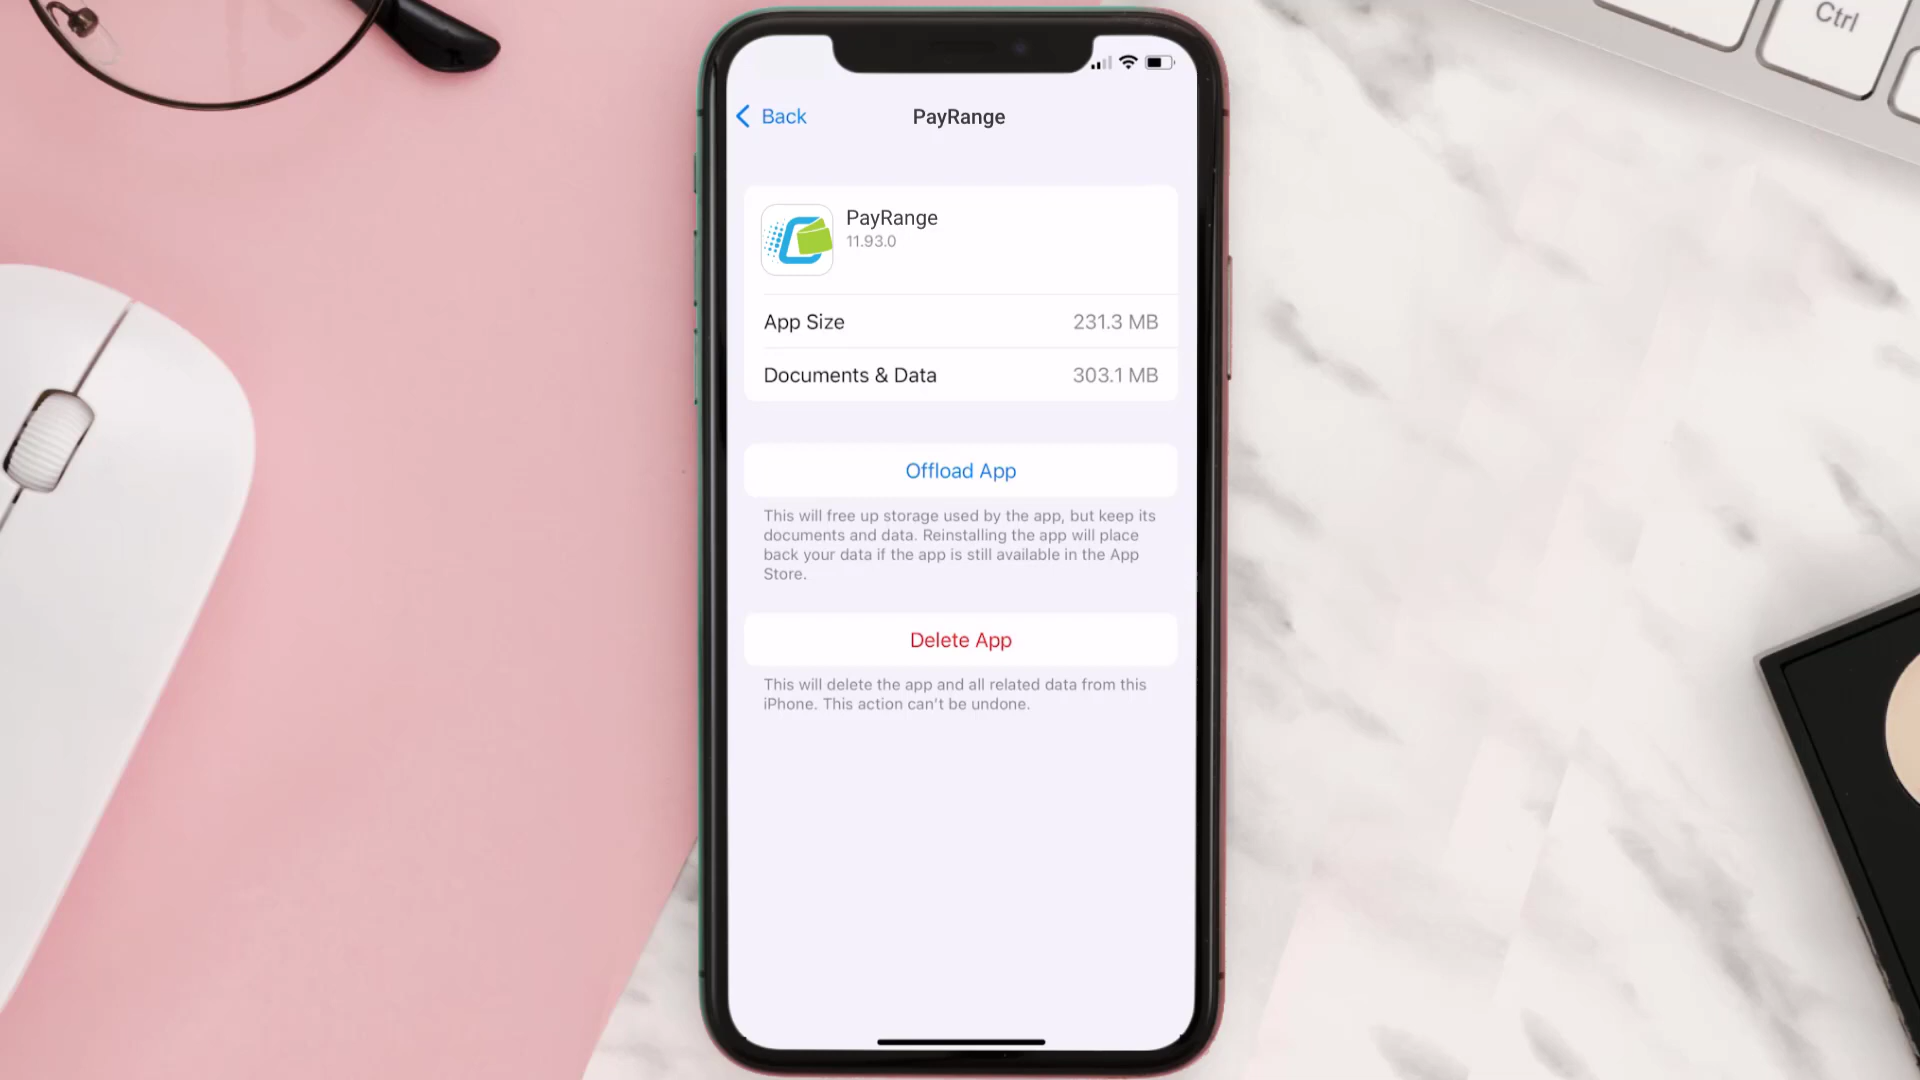 Ctrl
Back
PayRange
PayRange
11.93.0
App Size 231.3 MB
Documents & Data 303.1 MB
Offload App
This will free up storage used by the app, but keep its
documents and data. Reinstalling the app will place
back your data if the app is still available in the App
Store.
Delete App
This will delete the app and all related data from this
iPhone. This action can't be undone.